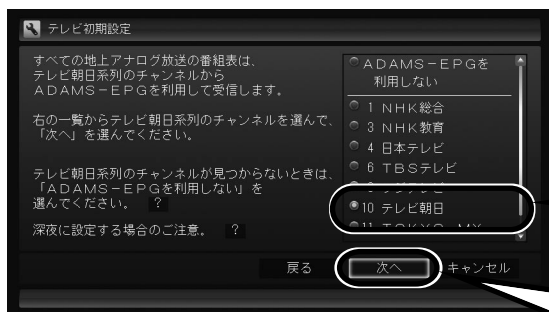 テレビ初期設定
すべての地上アナログ放送の番組表は、
テレビ朝日系列のチャンネルから
ADAMS-EPGを利用して受信します。
右の一覧からテレビ朝日系列のチャンネルを選んで、
「次へ」を選んでください。
テレビ朝日系列のチャンネルが見つからないときは、
「ADAMS-EPGを利用しない」を
選んでください。 ?
深夜に設定する場合のご注意。 ?
ADAMS-EPGを
利用しない
1 NHK総合
3 NHK教育
4 日本テレビ
6 TBSテレビ
10 テレビ朝日
戻る 次へ キャンセル